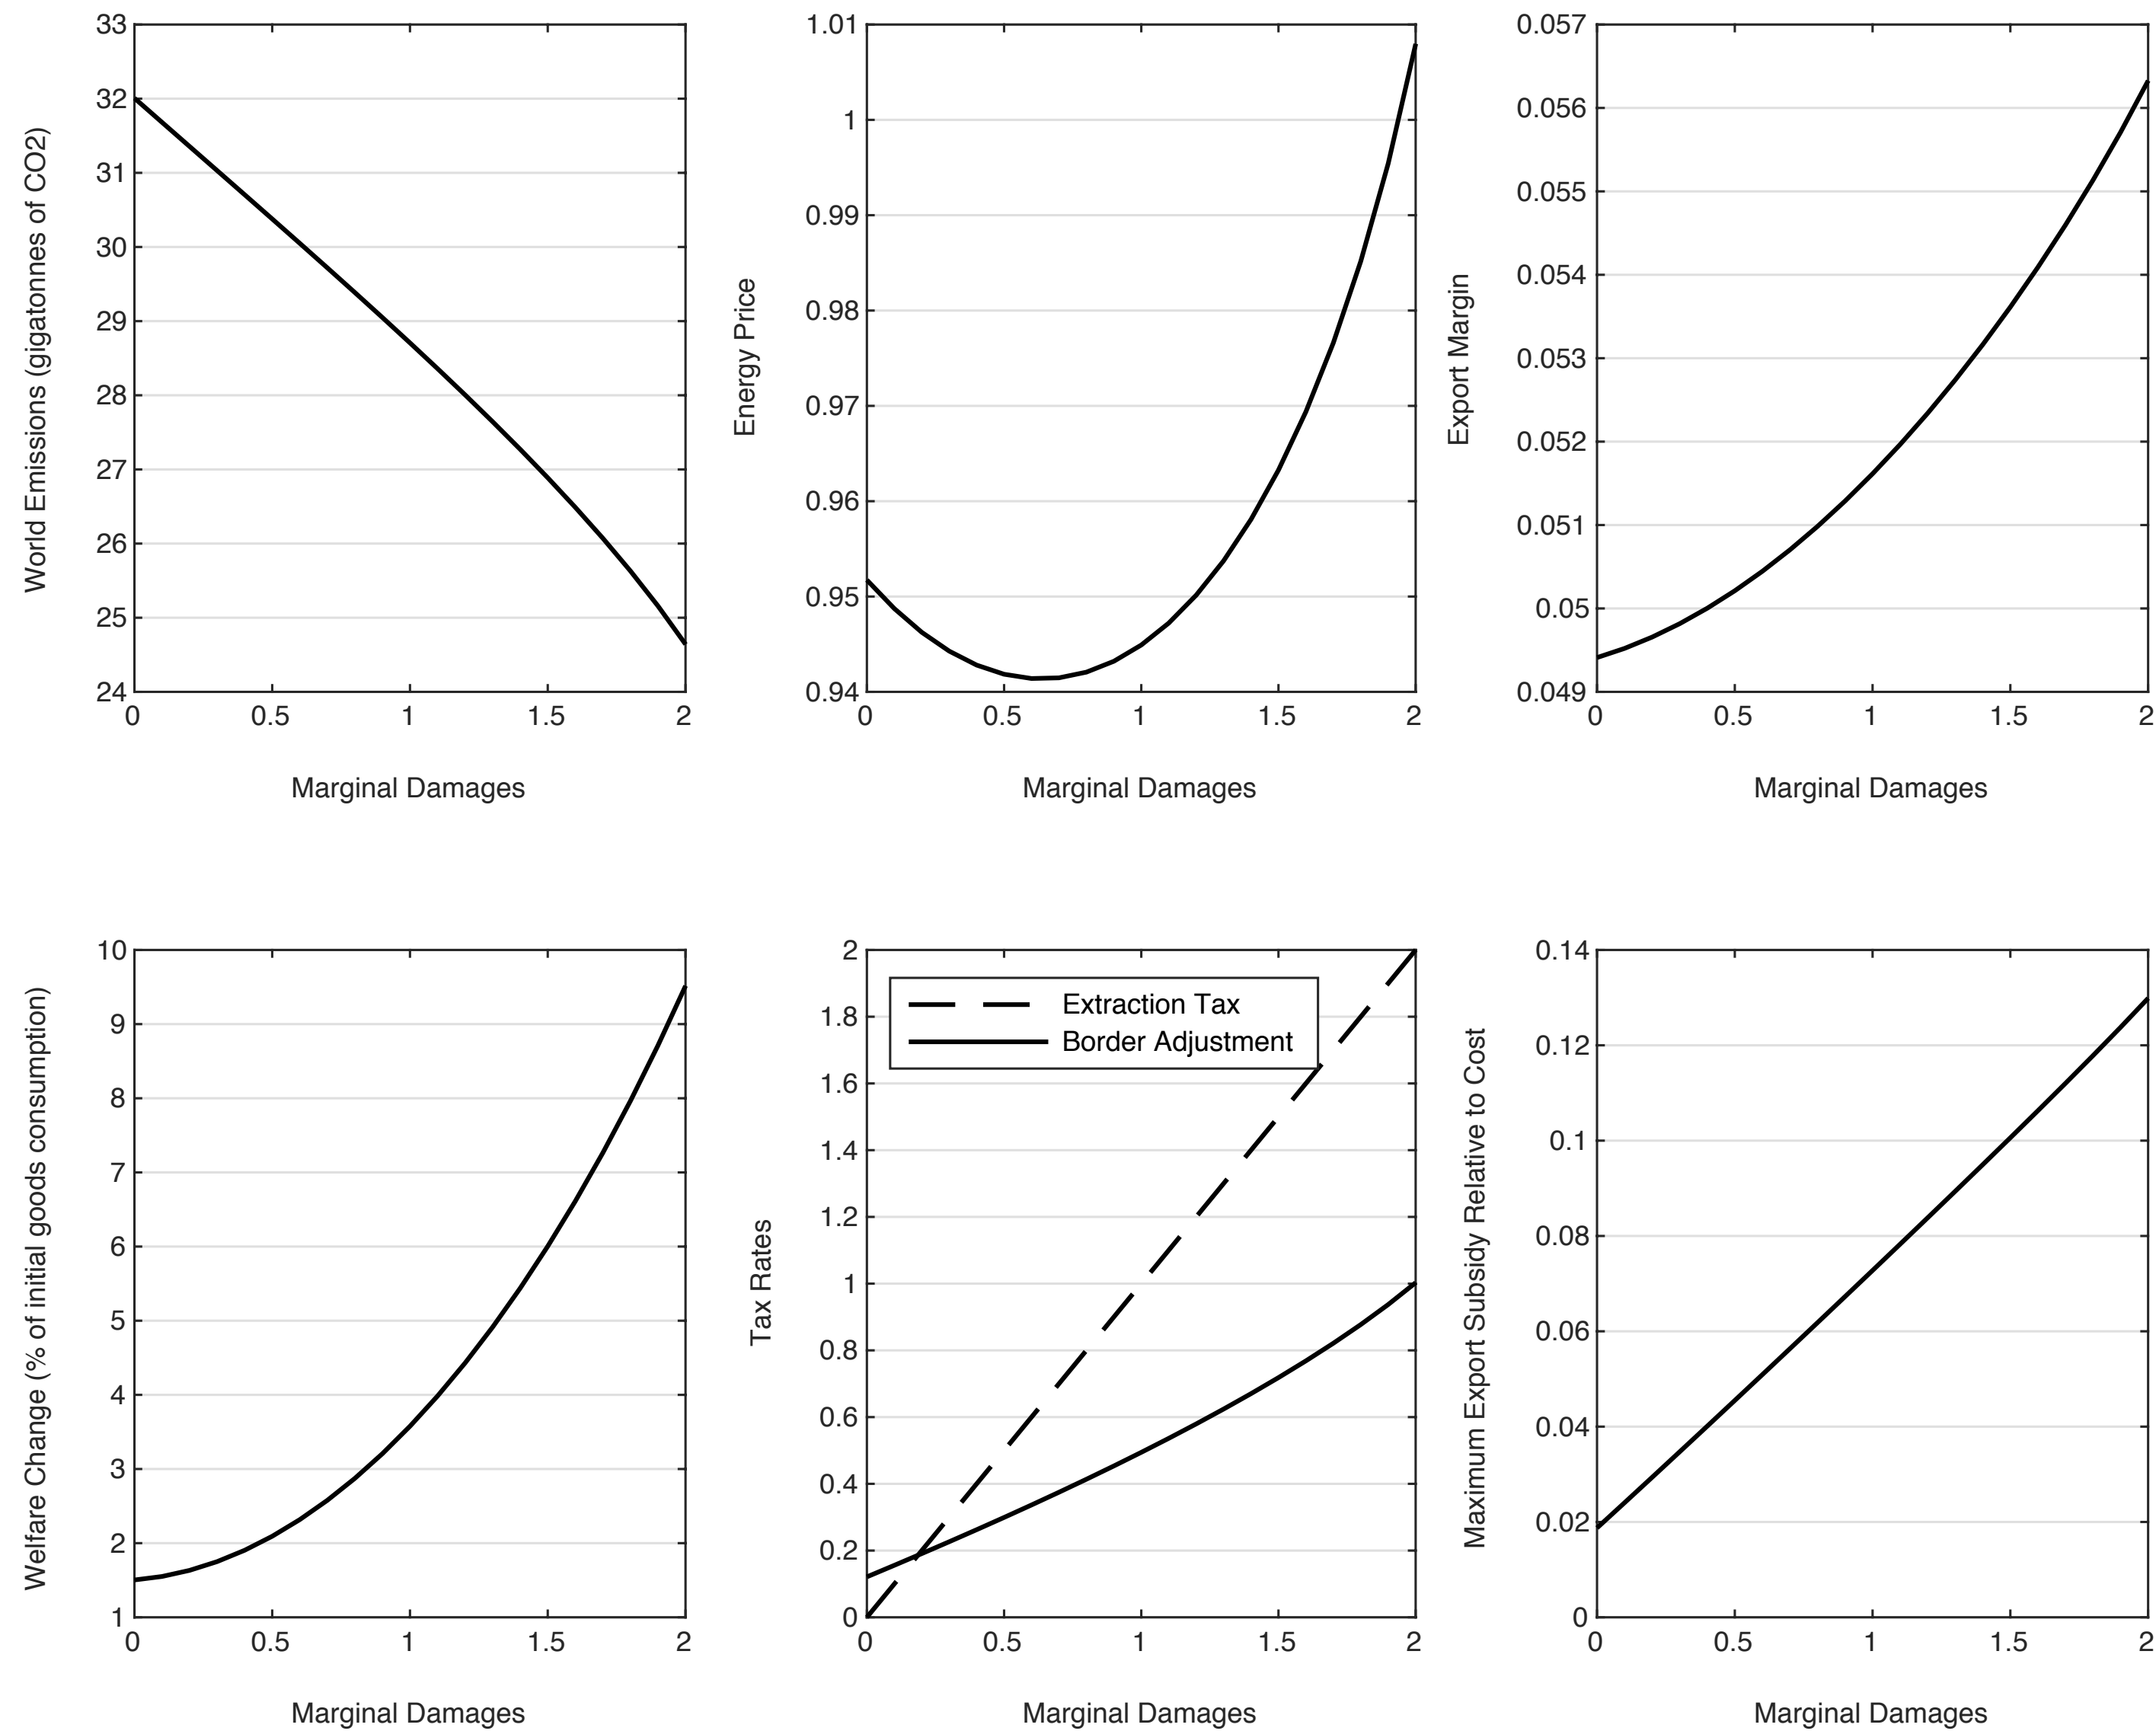 World Emissions (gigatonnes of CO2)
33
32
31
30
29
28
27
26
25
24
0 0.5 1 1.5 2
Marginal Damages
Energy Price
1.01
1
0.99
0.98
0.97
0.96
0.95
0.94
0 0.5 1 1.5 2
Marginal Damages
Export Margin
0.057
0.056
0.055
0.054
0.053
0.052
0.051
0.05
0.049
0 0.5 1 1.5 2
Marginal Damages
Welfare Change (% of initial goods consumption)
10
9
8
7
6
5
4
3
2
1
0 0.5 1 1.5 2
Marginal Damages
Tax Rates
2
1.8
1.6
1.4
1.2
1
0.8
0.6
0.4
0.2
0
Extraction Tax
Border Adjustment
0 0.5 1 1.5 2
Marginal Damages
Maximum Export Subsidy Relative to Cost
0.14
0.12
0.1
0.08
0.06
0.04
0.02
0
0 0.5 1 1.5 2
Marginal Damages